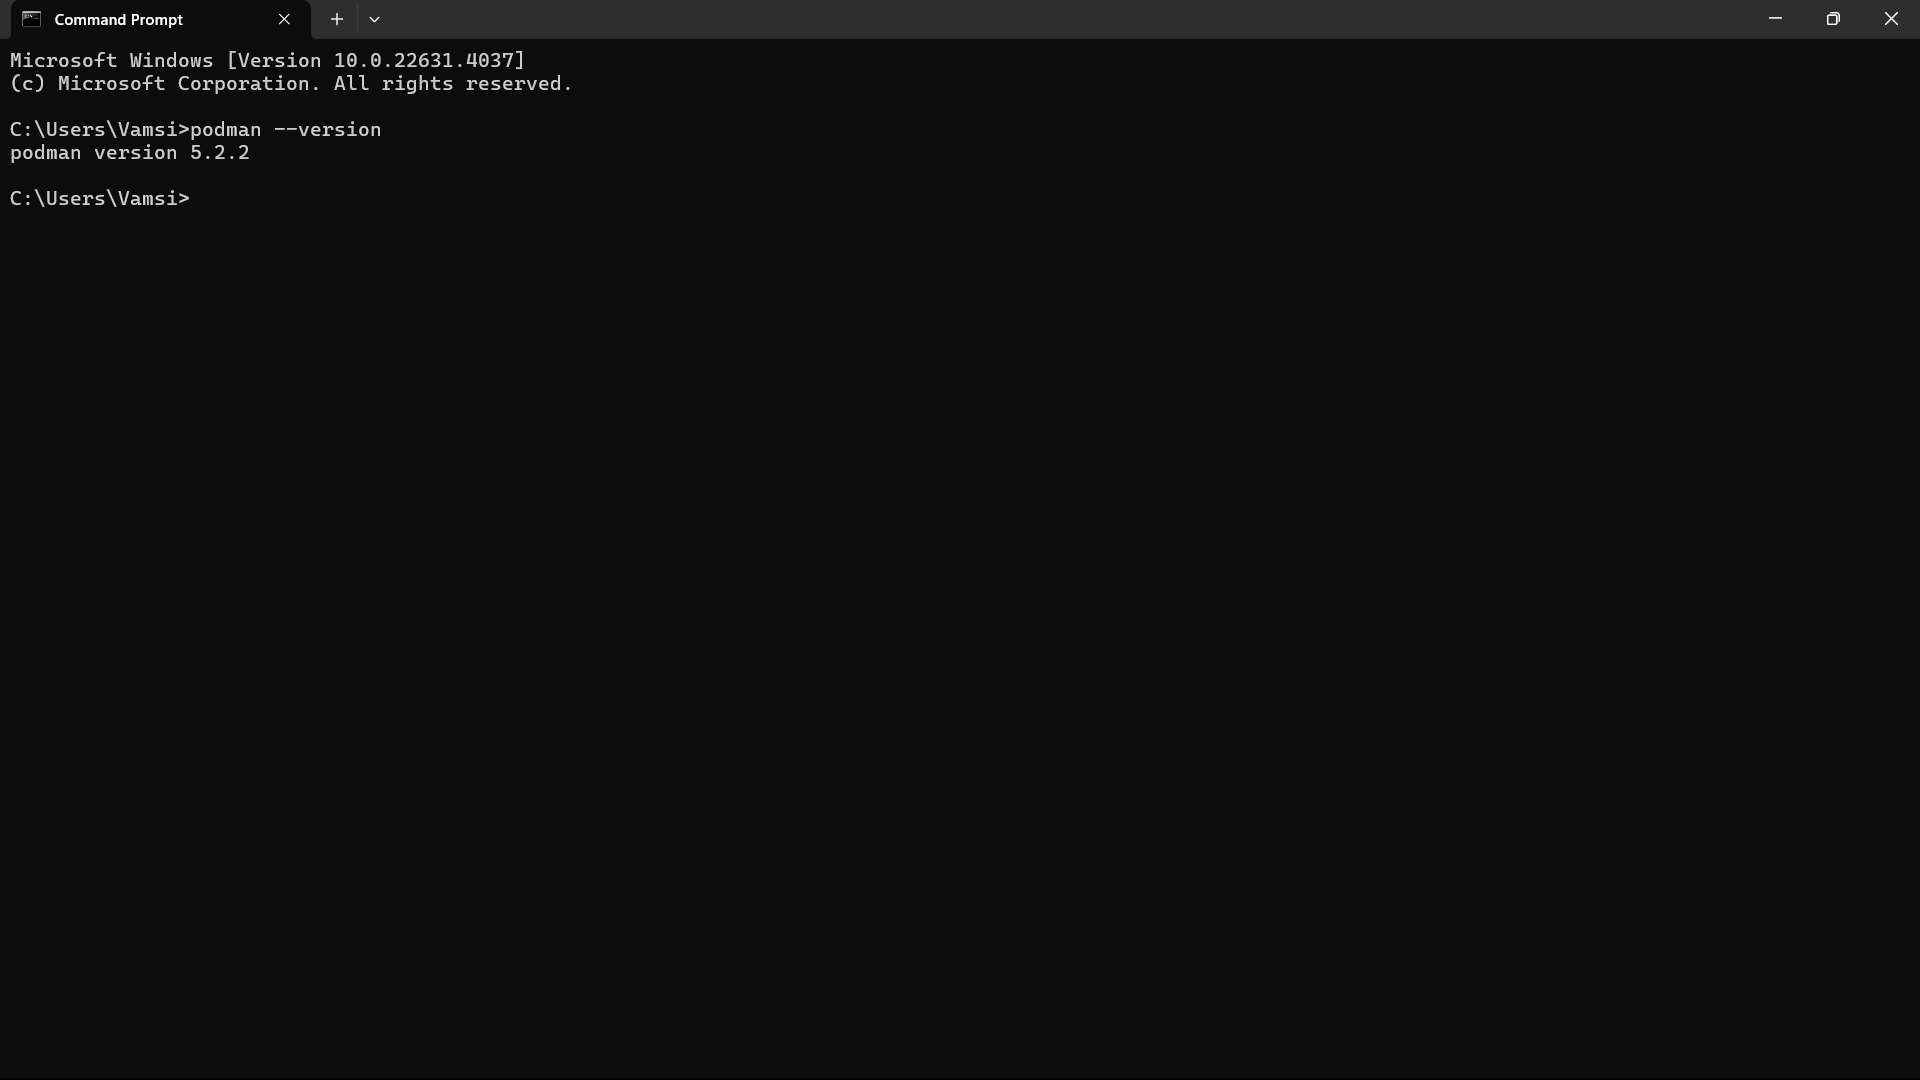 Command Prompt
Microsoft Windows [Version 10.0.22631.4037]
(c) Microsoft Corporation. All rights reserved.
C:\Users\Vamsi>podman --version
podman version 5.2.2
C:\Users\Vamsi>